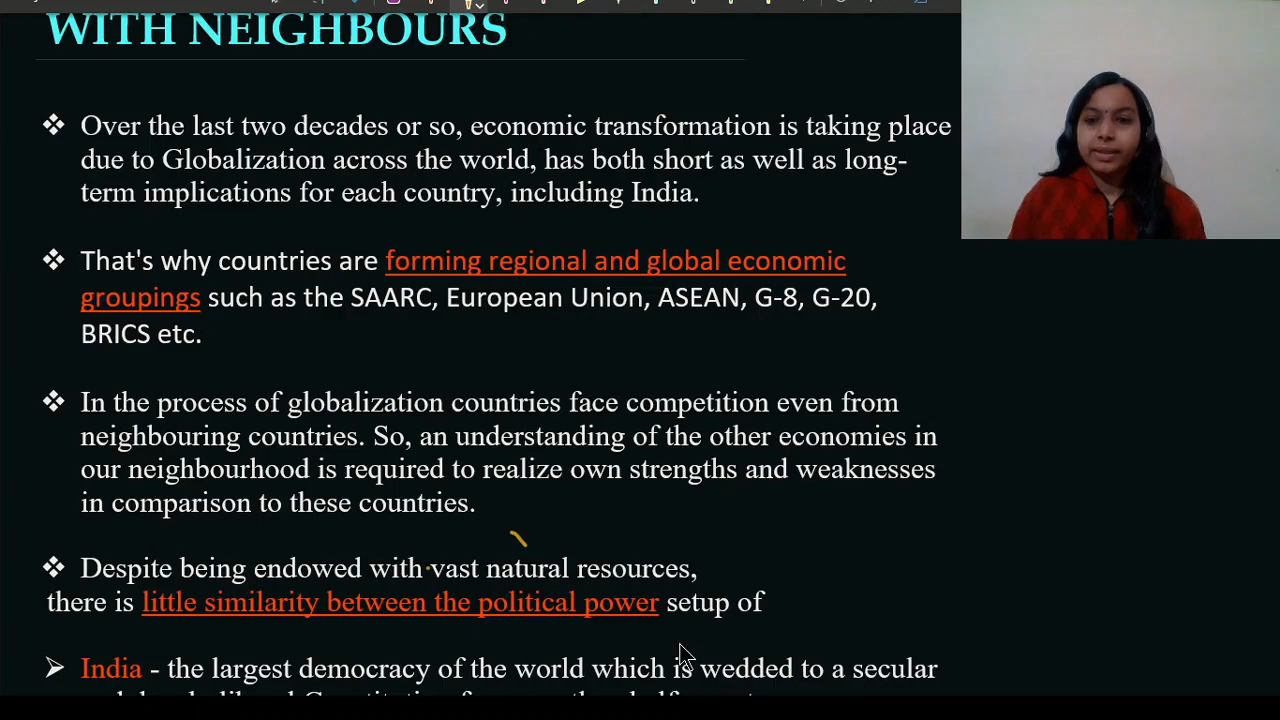 WITH NEIGHBOURS
❖ Over the last two decades or so, economic transformation is taking place
due to Globalization across the world, has both short as well as long-
term implications for each country, including India.
❖ That's why countries are forming regional and global economic
groupings such as the SAARC, European Union, ASEAN, G-8, G-20,
BRICS etc.
❖ In the process of globalization countries face competition even from
neighbouring countries. So, an understanding of the other economies in
our neighbourhood is required to realize own strengths and weaknesses
in comparison to these countries.
❖ Despite being endowed with vast natural resources,
there is little similarity between the political power setup of
➢ India - the largest democracy of the world which is wedded to a secular